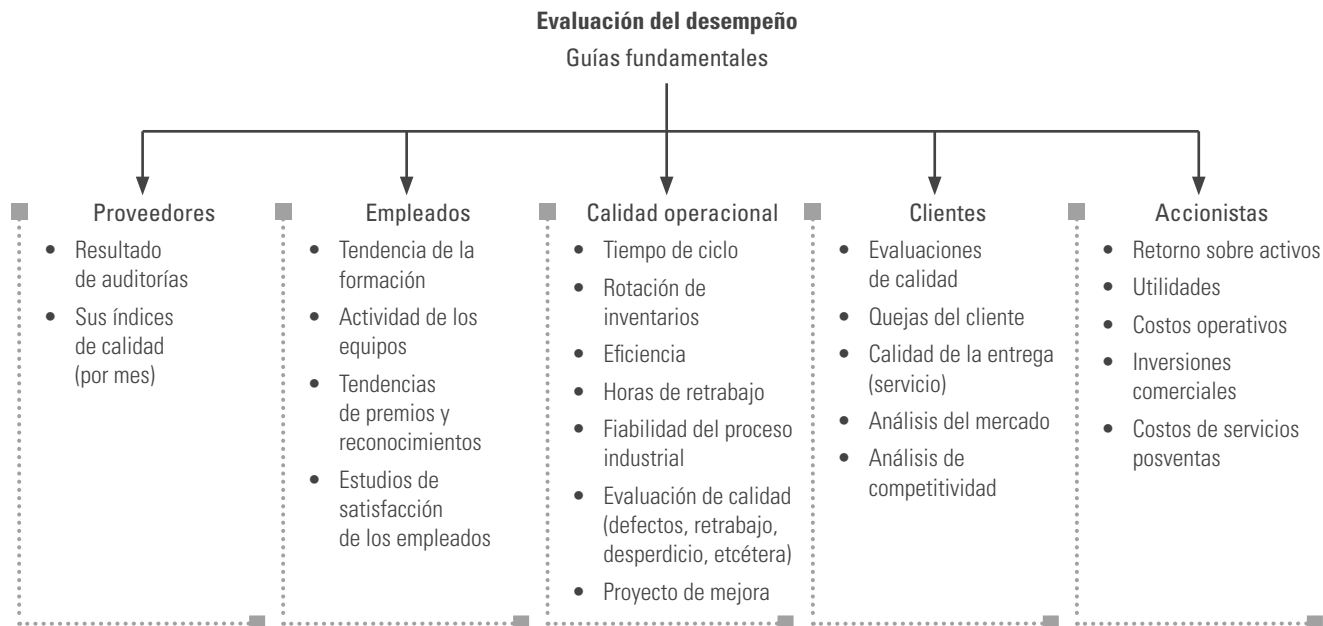 Evaluación del desempeño
Guías fundamentales
Proveedores
• Resultado
de auditorías
• Sus índices
de calidad
(por mes)
Empleados
• Tendencia de la
formación
• Actividad de los
equipos
• Tendencias
de premios y
reconocimientos
• Estudios de
satisfacción
de los empleados
Calidad operacional
• Tiempo de ciclo
• Rotación de
inventarios
• Eficiencia
• Horas de retrabajo
• Fiabilidad del proceso
industrial
• Evaluación de calidad
(defectos, retrabajo,
desperdicio, etcétera)
• Proyecto de mejora
Clientes
• Evaluaciones
de calidad
• Quejas del cliente
• Calidad de la entrega
(servicio)
• Análisis del mercado
• Análisis de
competitividad
Accionistas
• Retorno sobre activos
• Utilidades
• Costos operativos
• Inversiones
comerciales
• Costos de servicios
posventas